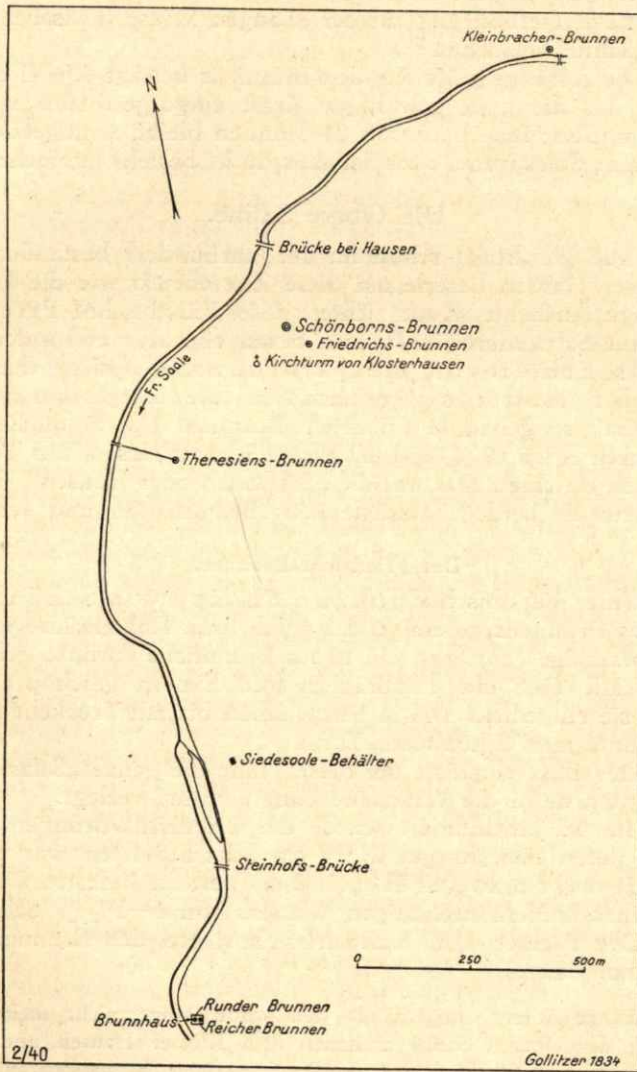 Kleinbracher-Brunnen
N
Brücke bei Hausen
Schönborns-Brunnen
Friedrichs-Brunnen
Kirchturm von Klosterhausen
Fr. Saale
Theresiens-Brunnen
Siedesoole-Behälter
Steinhofs-Brücke
0 250 500m
Runder Brunnen
Brunnhaus
Reicher Brunnen
2/40
Gollitzer 1834